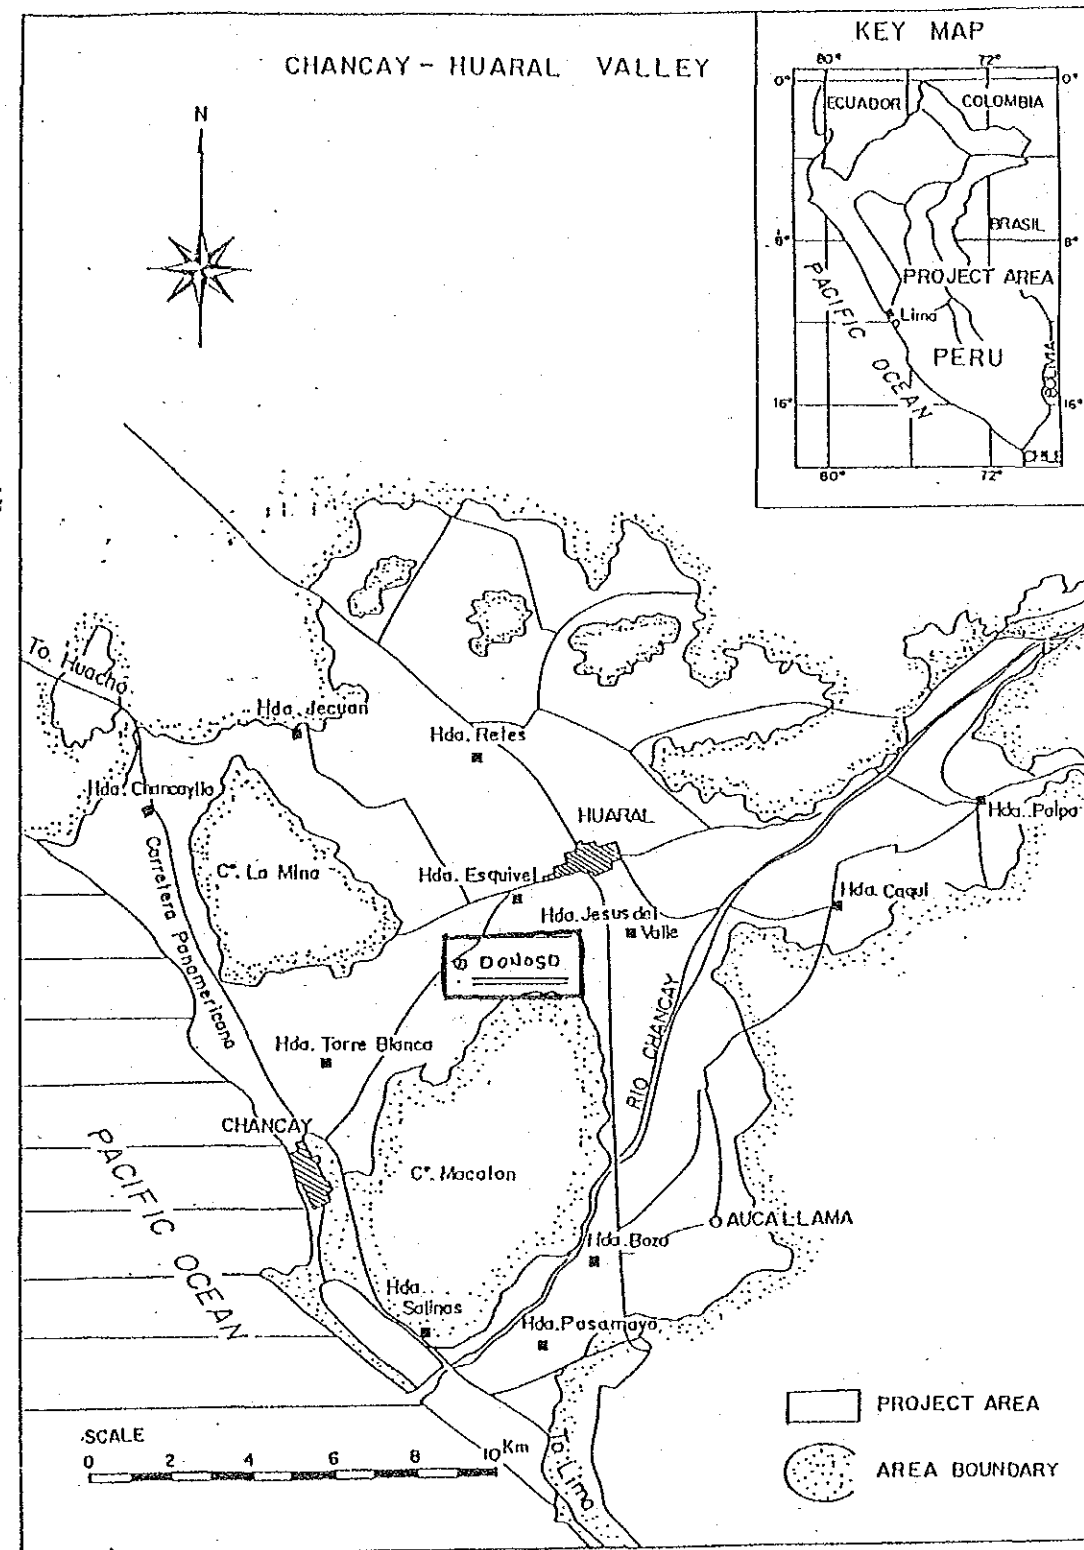 CHANCAY - HUARAL VALLEY
N
KEY MAP
80°
72°
0°
0°
ECUADOR
COLOMBIA
BRASIL
8°
8°
PROJECT AREA
Lima
PERU
PACIFIC OCEAN
BOLIVIA
16°
16°
CHILE
80°
72°
To. Huacho
Hda. Jecuan
Hda. Retes
Hda. Chancaylla
HUARAL
Hda. Palpa
C°. La Mina
Hda. Esquivel
Hda. Caqui
Hda. Jesus del
Valle
Carretera Panamericana
DONOSO
RIO CHANCAY
Hda. Torre Blanca
CHANCAY
C°. Macalon
PACIFIC OCEAN
AUCALLAMA
Hda. Bozo
Hda.
Salinas
Hda. Pasamayo
To Lima
PROJECT AREA
AREA BOUNDARY
SCALE
0 2 4 6 8 10 Km